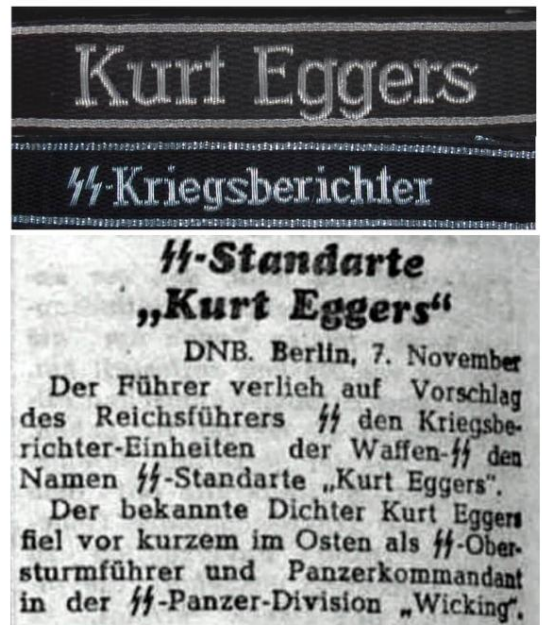 Kurt Eggers
ᛋᛋ-Kriegsberichter
ᛋᛋ-Standarte
„Kurt Eggers“
DNB. Berlin, 7. November
Der Führer verlieh auf Vorschlag
des Reichsführers ᛋᛋ den Kriegsbe-
richter-Einheiten der Waffen-ᛋᛋ den
Namen ᛋᛋ-Standarte „Kurt Eggers“.
Der bekannte Dichter Kurt Eggers
fiel vor kurzem im Osten als ᛋᛋ-Ober-
sturmführer und Panzerkommandant
in der ᛋᛋ-Panzer-Division „Wicking“.